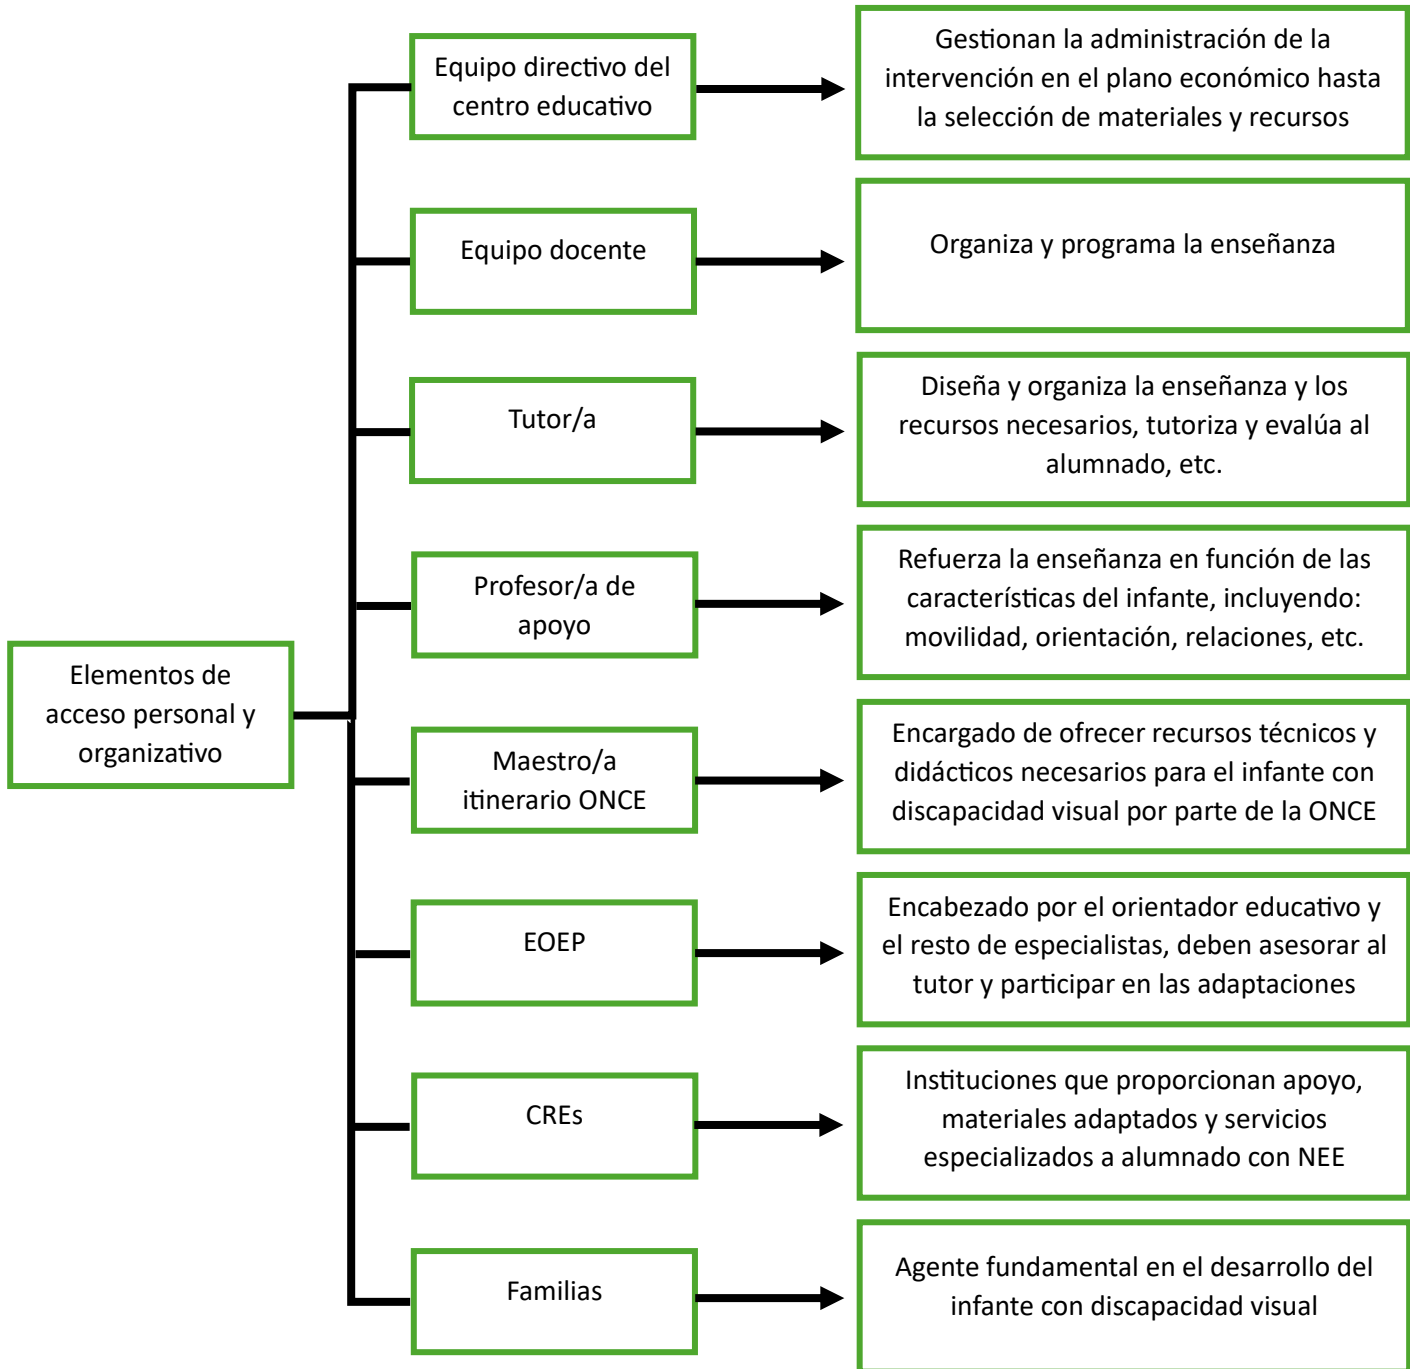 Equipo directivo del
centro educativo
Gestionan la administración de la
intervención en el plano económico hasta
la selección de materiales y recursos
Equipo docente
Organiza y programa la enseñanza
Tutor/a
Diseña y organiza la enseñanza y los
recursos necesarios, tutoriza y evalúa al
alumnado, etc.
Profesor/a de
apoyo
Refuerza la enseñanza en función de las
características del infante, incluyendo:
movilidad, orientación, relaciones, etc.
Elementos de
acceso personal y
organizativo
Maestro/a
itinerario ONCE
Encargado de ofrecer recursos técnicos y
didácticos necesarios para el infante con
discapacidad visual por parte de la ONCE
EOEP
Encabezado por el orientador educativo y
el resto de especialistas, deben asesorar al
tutor y participar en las adaptaciones
CREs
Instituciones que proporcionan apoyo,
materiales adaptados y servicios
especializados a alumnado con NEE
Familias
Agente fundamental en el desarrollo del
infante con discapacidad visual